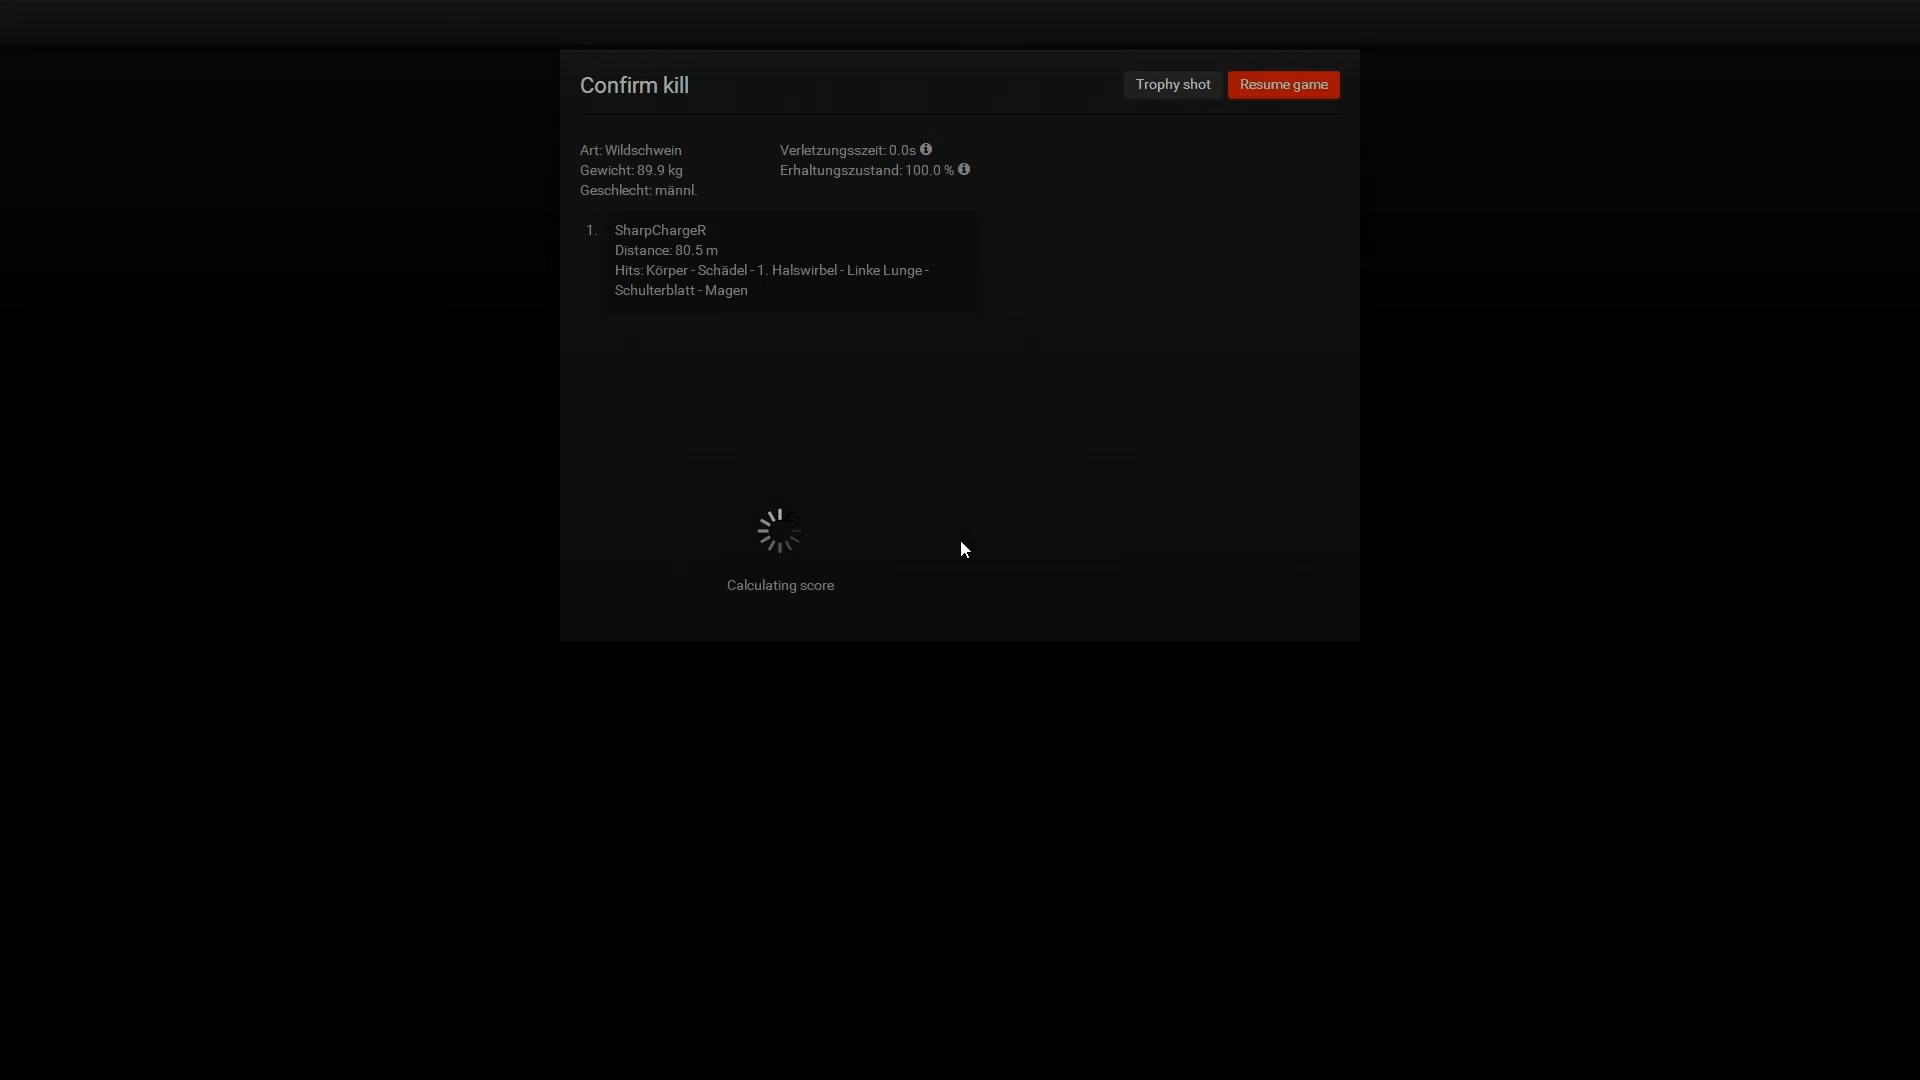 Confirm kill
Trophy shot
Resume game
Art: Wildschwein
Gewicht: 89.9 kg
Geschlecht: männl.
Verletzungsszeit: 0.0s
Erhaltungszustand: 100.0 %
1. SharpChargeR
Distance: 80.5 m
Hits: Körper - Schädel - 1. Halswirbel - Linke Lunge -
Schulterblatt - Magen
Calculating score